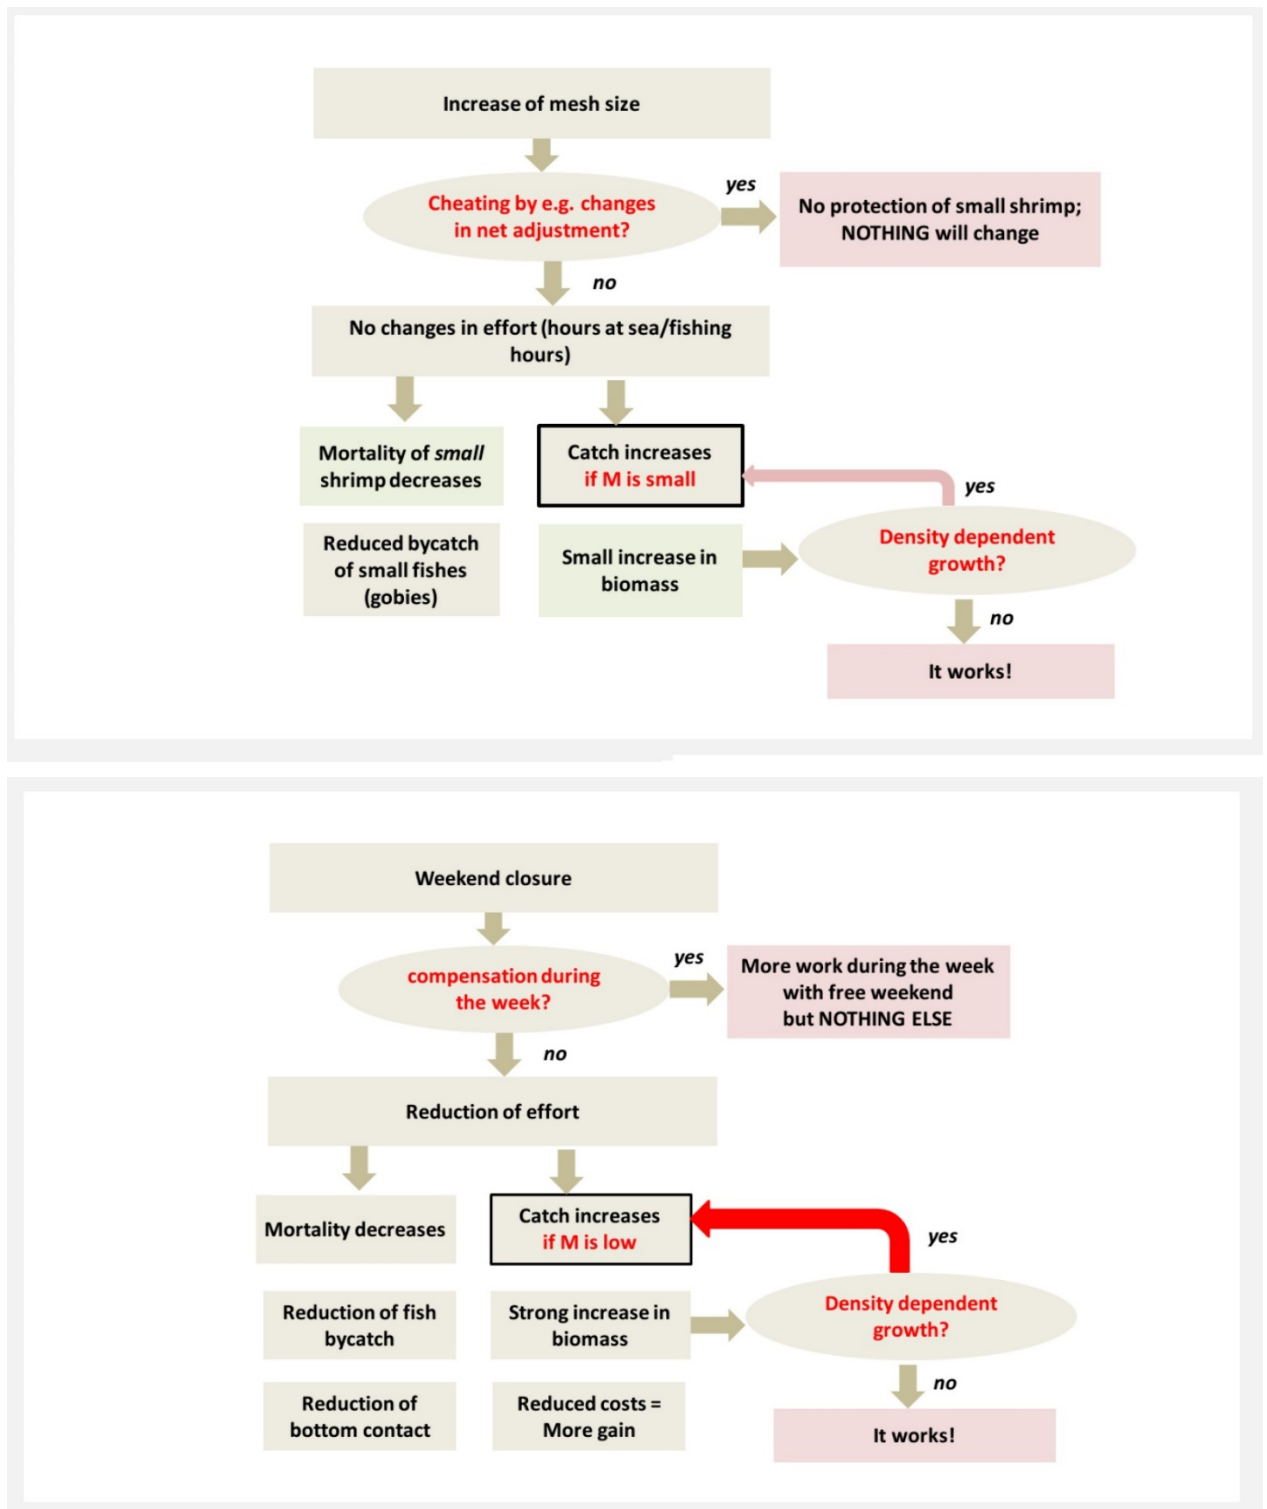 Increase of mesh size
Cheating by e.g. changes
in net adjustment?
yes
No protection of small shrimp;
NOTHING will change
no
No changes in effort (hours at sea/fishing
hours)
Mortality of small
shrimp decreases
Catch increases
if M is small
yes
Reduced bycatch
of small fishes
(gobies)
Small increase in
biomass
Density dependent
growth?
no
It works!
Weekend closure
compensation during
the week?
yes
More work during the week
with free weekend
but NOTHING ELSE
no
Reduction of effort
Mortality decreases
Catch increases
if M is low
yes
Reduction of fish
bycatch
Strong increase in
biomass
Density dependent
growth?
Reduction of
bottom contact
Reduced costs =
More gain
no
It works!